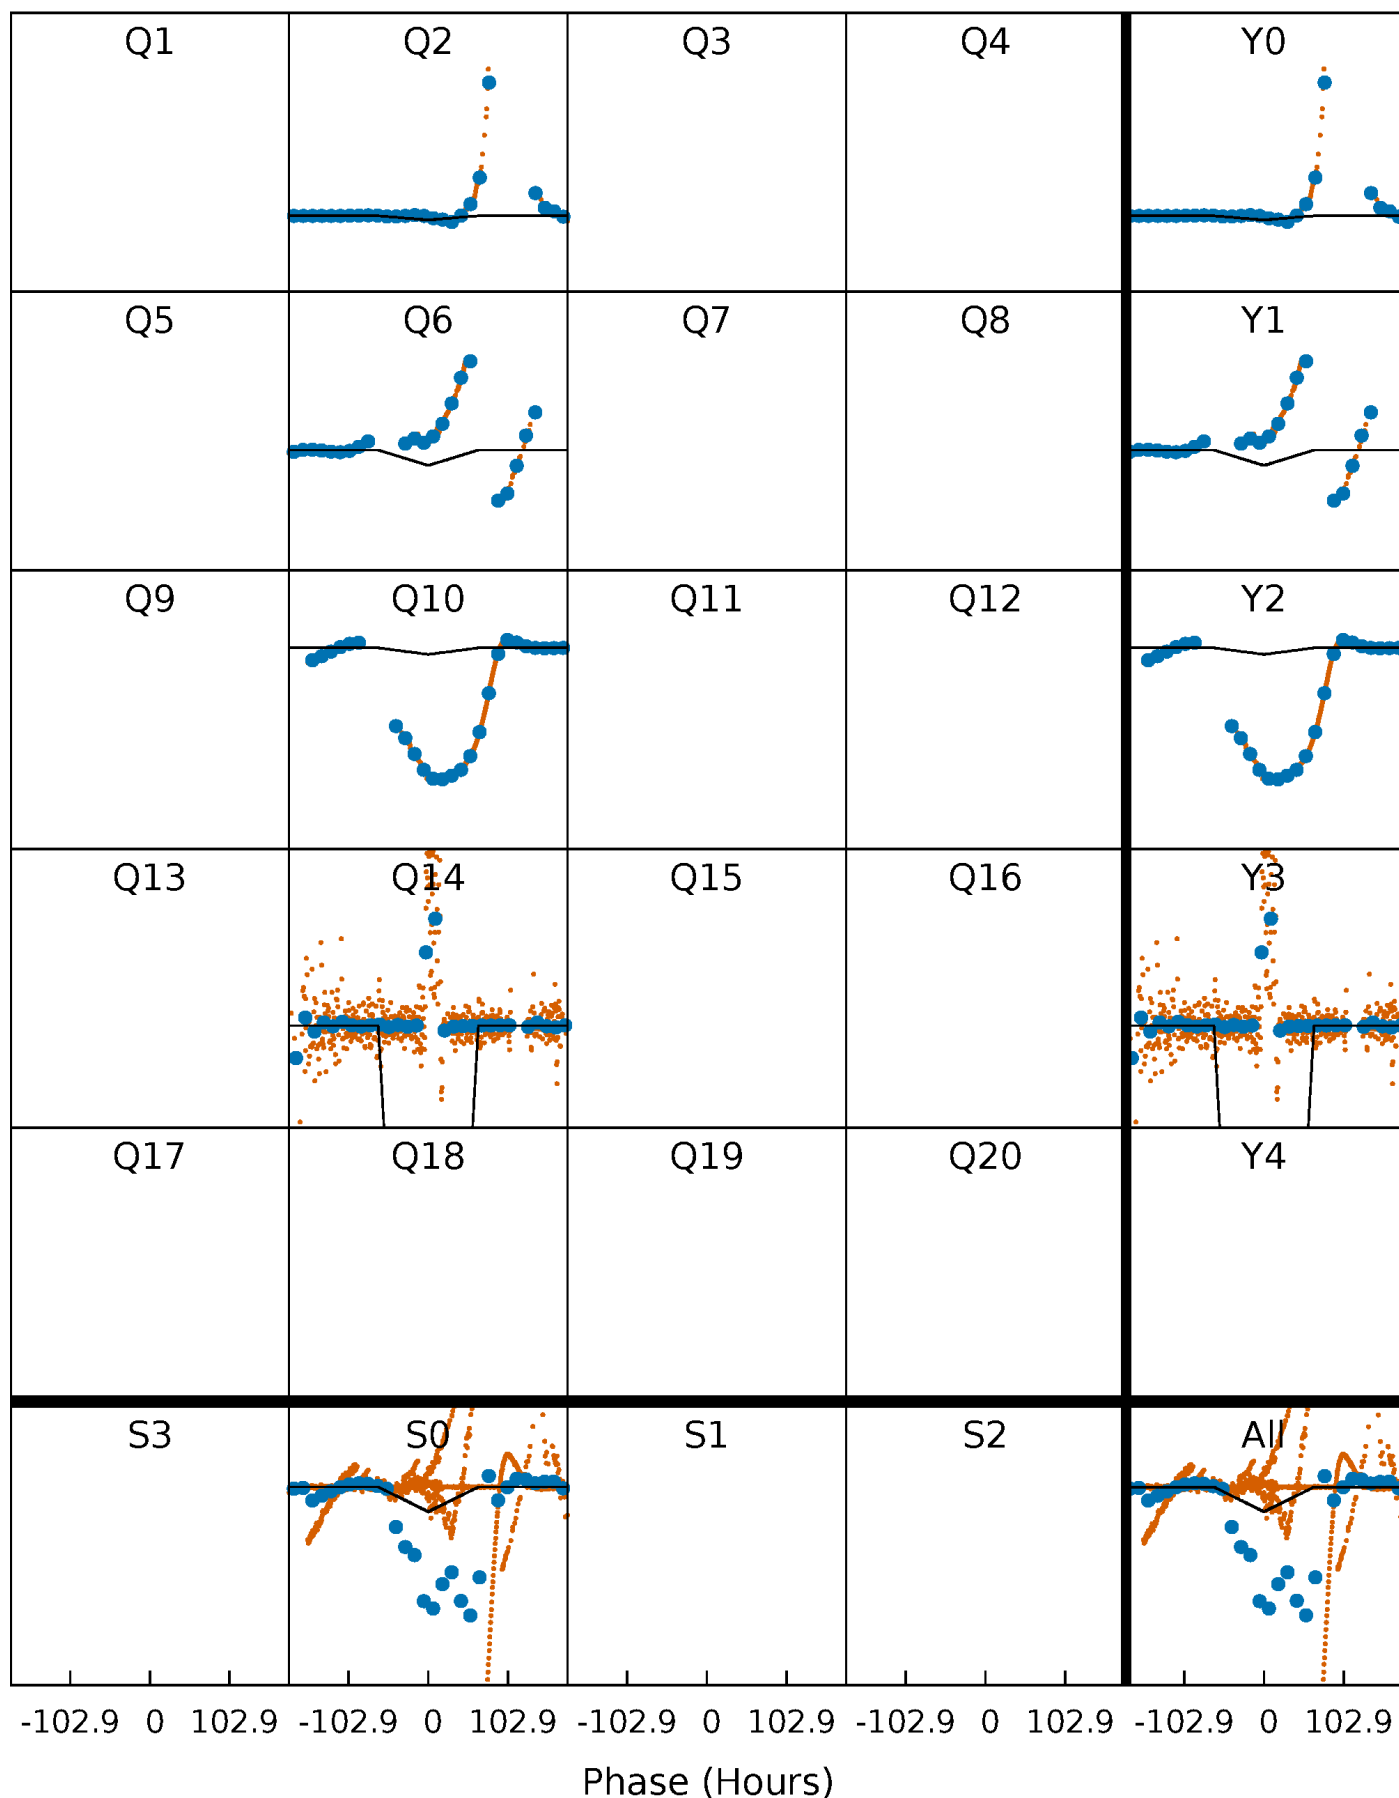 Q1 Q2 Q3 Q4 Y0
Q5 Q6 Q7 Q8 Y1
Q9 Q10 Q11 Q12 Y2
Q13 Q14 Q15 Q16 Y3
Q17 Q18 Q19 Q20 Y4
S3 S0 S1 S2 All
-102.9 0 102.9 -102.9 0 102.9 -102.9 0 102.9 -102.9 0 102.9 -102.9 0 102.9
Phase (Hours)